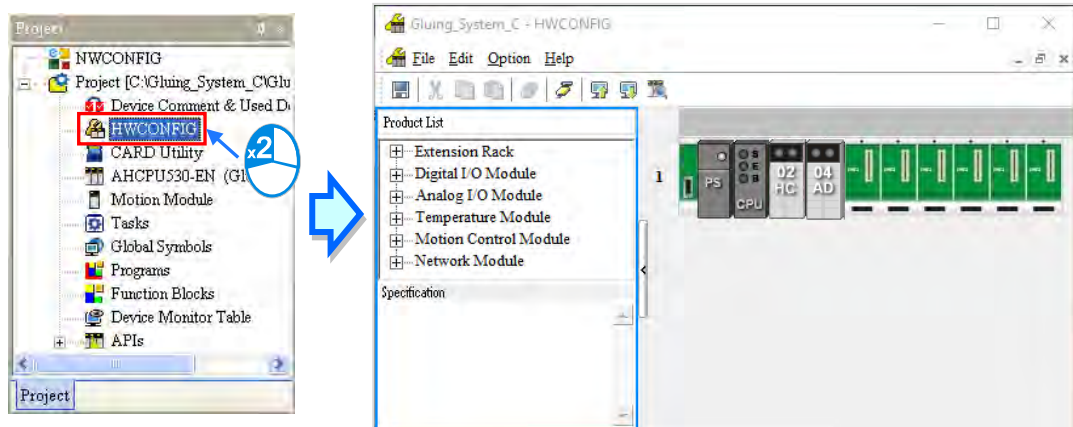 Project
NWCONFIG
Project [C:\Gluing_System_C\Glu
Device Comment & Used D
HWCONFIG
CARD Utility
AHCPU530-EN (Gl
Motion Module
Tasks
Global Symbols
Programs
Function Blocks
Device Monitor Table
APIs
Project
x2
Gluing_System_C - HWCONFIG
File Edit Option Help
Product List
Extension Rack
Digital I/O Module
Analog I/O Module
Temperature Module
Motion Control Module
Network Module
Specification
1
PS
S
E
B
CPU
02
HC
04
AD